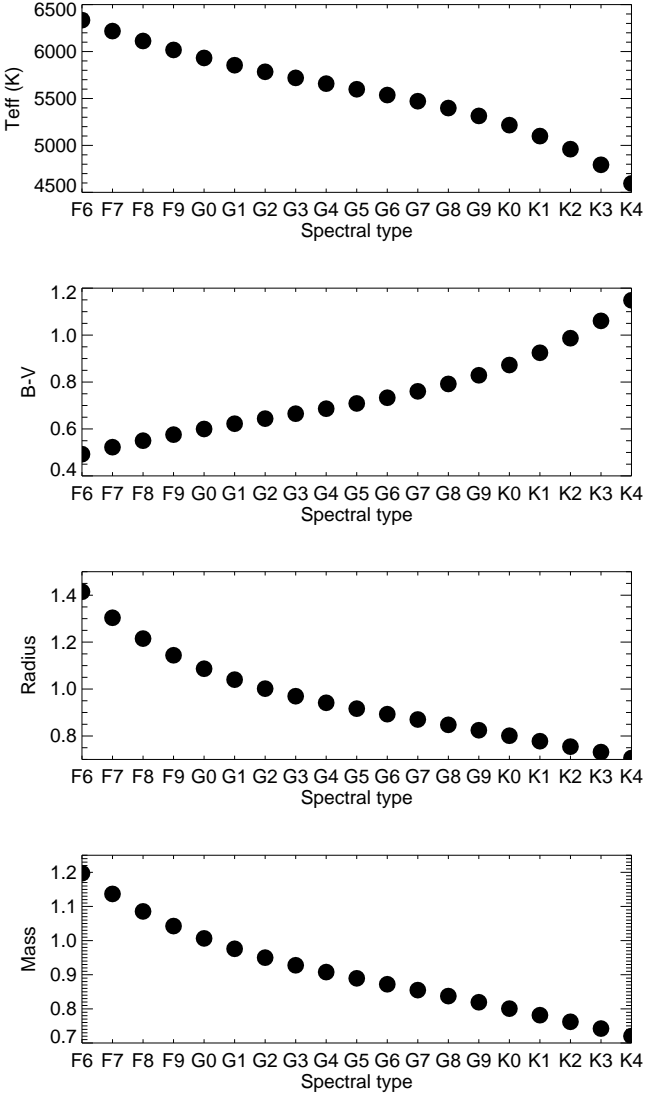 6500
6000
5500
5000
4500
Teff (K)
F6 F7 F8 F9 G0 G1 G2 G3 G4 G5 G6 G7 G8 G9 K0 K1 K2 K3 K4
Spectral type
1.2
1.0
0.8
0.6
0.4
B-V
F6 F7 F8 F9 G0 G1 G2 G3 G4 G5 G6 G7 G8 G9 K0 K1 K2 K3 K4
Spectral type
1.4
1.2
1.0
0.8
Radius
F6 F7 F8 F9 G0 G1 G2 G3 G4 G5 G6 G7 G8 G9 K0 K1 K2 K3 K4
Spectral type
1.2
1.1
1.0
0.9
0.8
0.7
Mass
F6 F7 F8 F9 G0 G1 G2 G3 G4 G5 G6 G7 G8 G9 K0 K1 K2 K3 K4
Spectral type